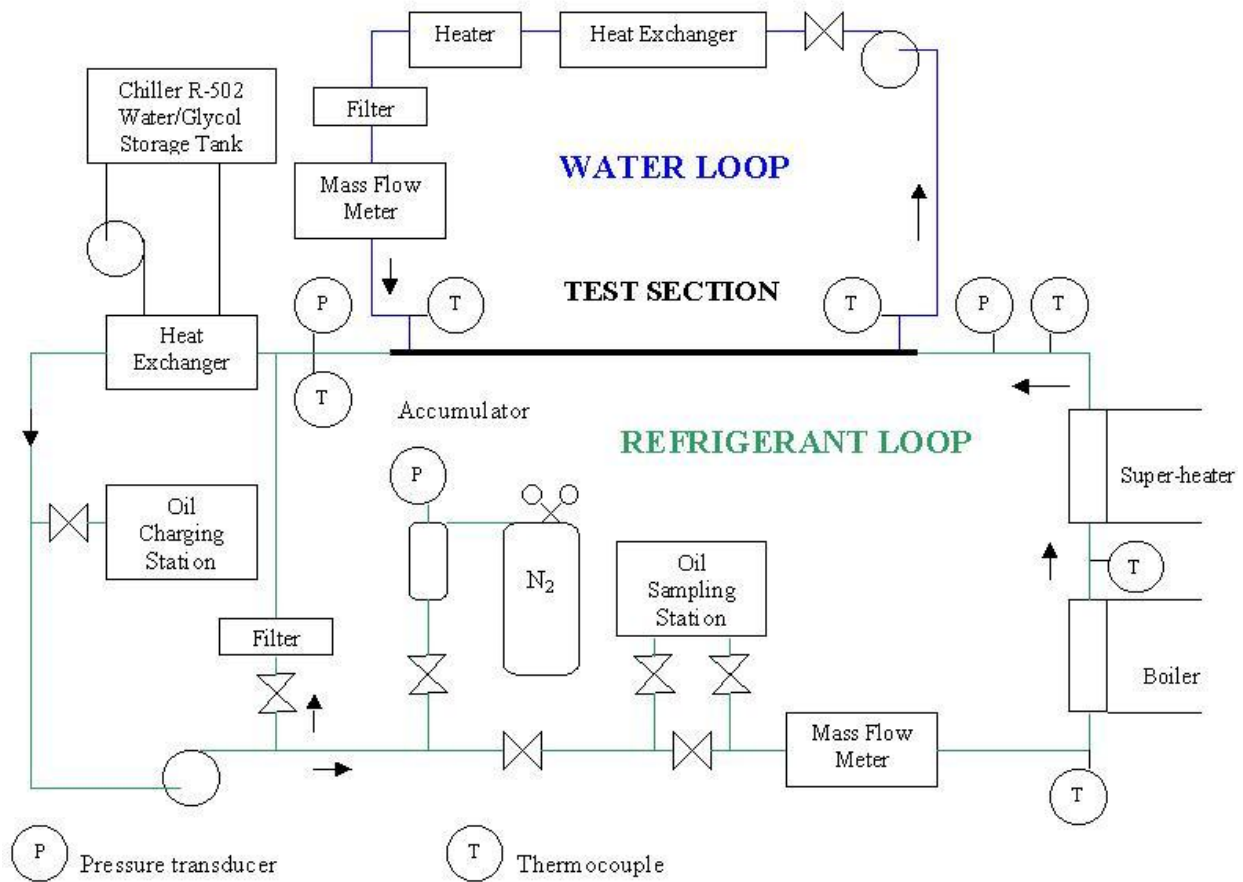 Heater
Heat Exchanger
Chiller R-502
Water/Glycol
Storage Tank
Filter
WATER LOOP
Mass Flow
Meter
TEST SECTION
P
T
T
P
T
Heat
Exchanger
T
Accumulator
REFRIGERANT LOOP
P
Super-heater
Oil
Charging
Station
N2
Oil
Sampling
Station
T
Filter
Boiler
Mass Flow
Meter
T
P
Pressure transducer
T
Thermocouple